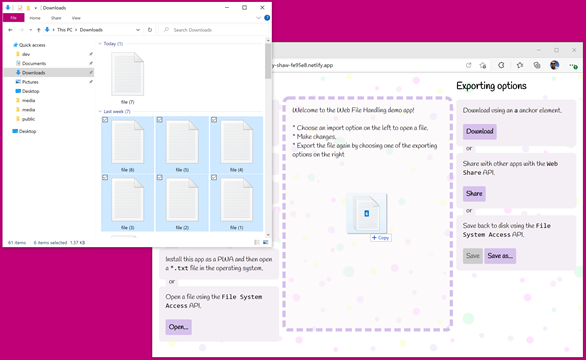 Downloads
File
Home
Share
View
This PC > Downloads
Search Downloads
Quick access
dev
Documents
Downloads
Pictures
Desktop
media
media
public
Desktop
Today (1)
file (7)
Last week (7)
file (6)
file (5)
file (4)
file (3)
file (2)
file (1)
61 items
6 items selected 1.37 KB
y-shaw-fe95e8.netlify.app
Welcome to the Web File Handling demo app!
* Choose an import option on the left to open a file,
* Make changes,
* Export the file again by choosing one of the exporting
options on the right
6
+ Copy
Install this app as a PWA and then open
a *.txt file in the operating system.
or
Open a file using the File System
Access API.
Open...
Exporting options
Download using an a anchor element.
Download
or
Share with other apps with the Web
Share API.
Share
or
Save back to disk using the File
System Access API.
Save
Save as...